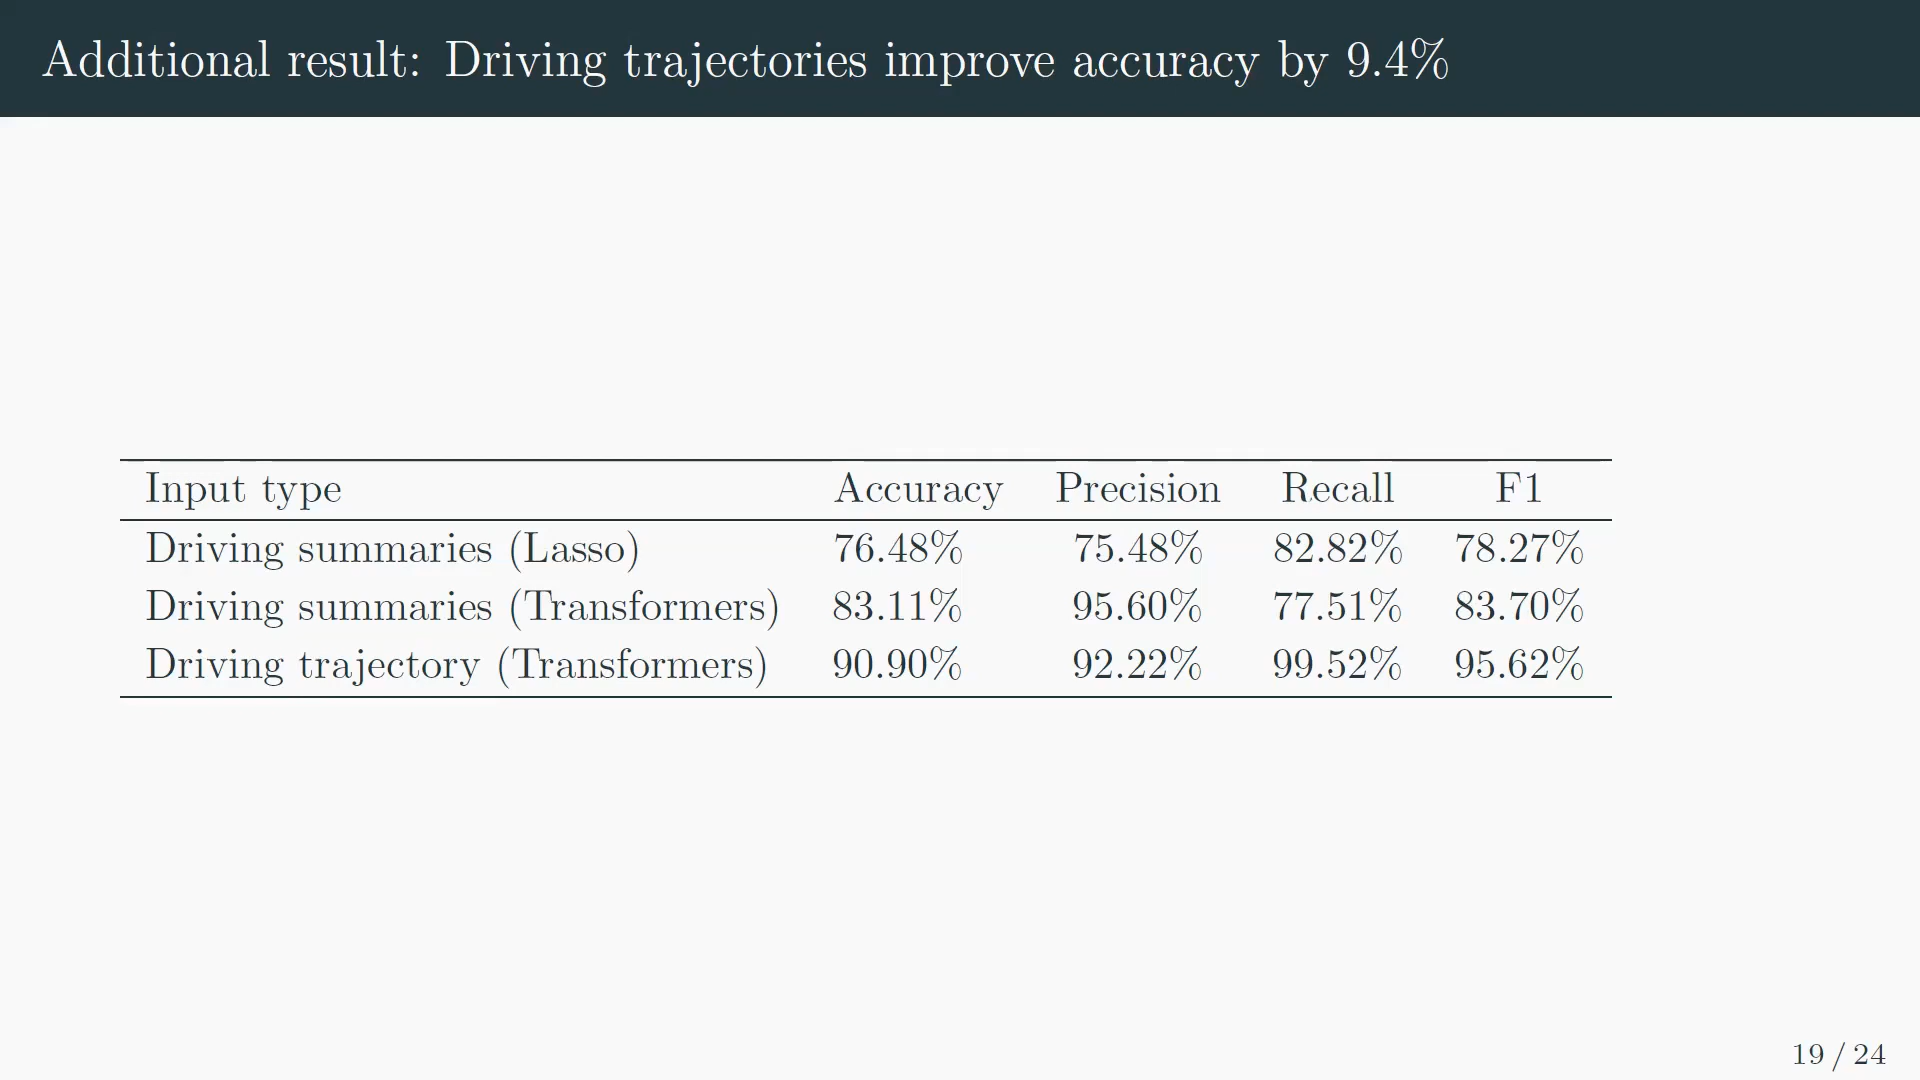 Additional result: Driving trajectories improve accuracy by 9.4%
Input type Accuracy Precision Recall F1
Driving summaries (Lasso) 76.48% 75.48% 82.82% 78.27%
Driving summaries (Transformers) 83.11% 95.60% 77.51% 83.70%
Driving trajectory (Transformers) 90.90% 92.22% 99.52% 95.62%
19 / 24